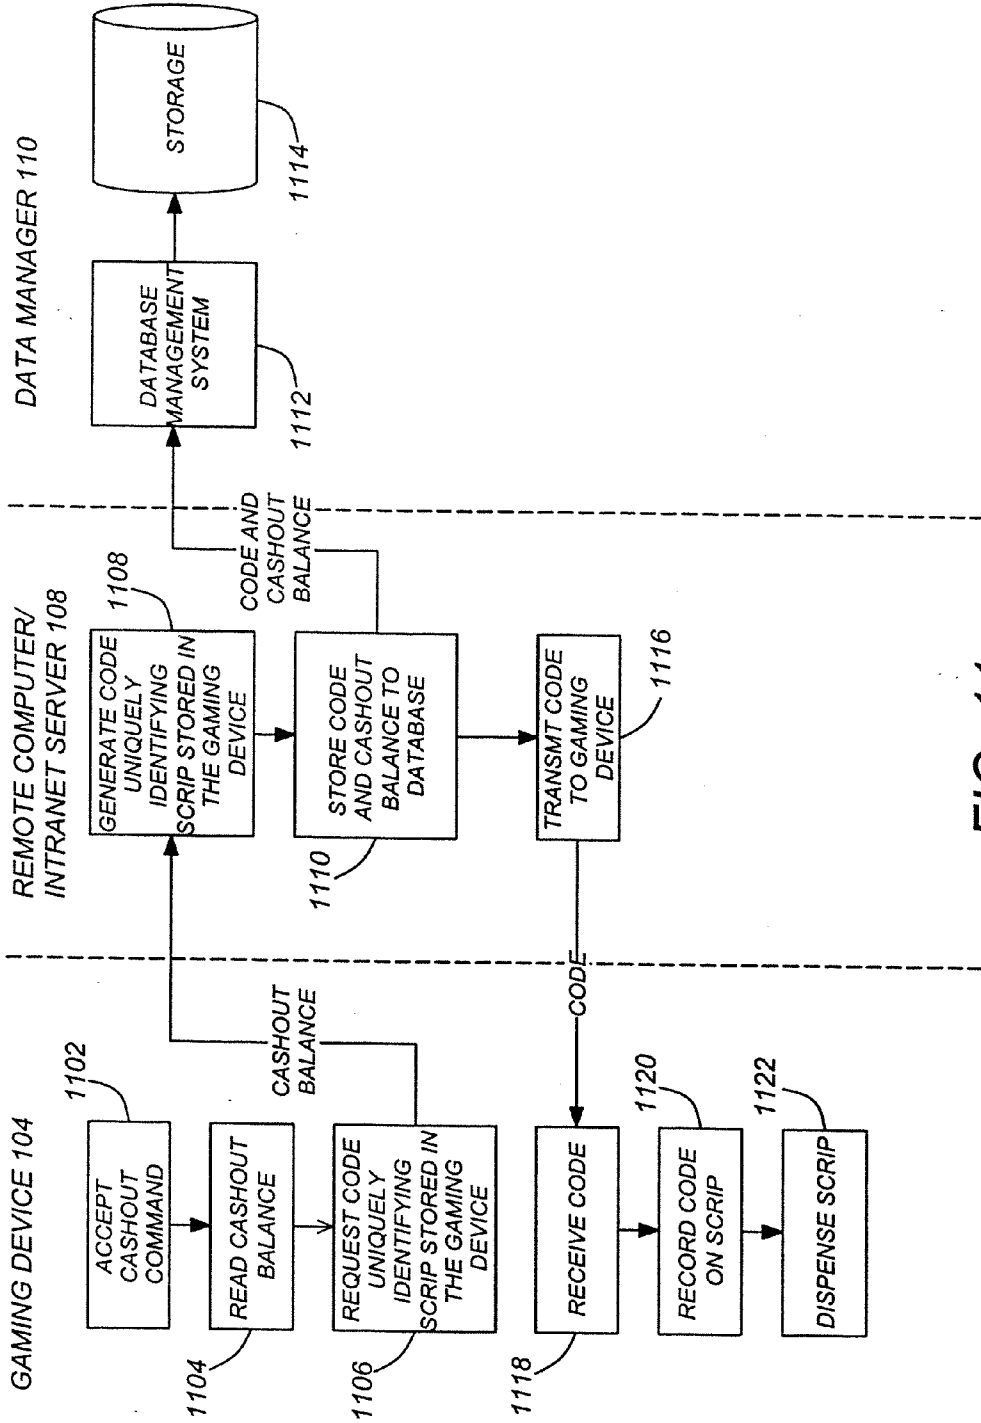 GAMING DEVICE 104
ACCEPT
CASHOUT
COMMAND
1102
READ CASHOUT
BALANCE
1104
REQUEST CODE
UNIQUELY
IDENTIFYING
SCRIP STORED IN
THE GAMING
DEVICE
1106
CASHOUT
BALANCE
RECEIVE CODE
1118
RECORD CODE
ON SCRIP
1120
DISPENSE SCRIP
1122
REMOTE COMPUTER/
INTRANET SERVER 108
GENERATE CODE
UNIQUELY
IDENTIFYING
SCRIP STORED IN
THE GAMING
DEVICE
1108
STORE CODE
AND CASHOUT
BALANCE TO
DATABASE
1110
CODE AND
CASHOUT
BALANCE
TRANSMT CODE
TO GAMING
DEVICE
1116
CODE
DATA MANAGER 110
DATABASE
MANAGEMENT
SYSTEM
1112
STORAGE
1114